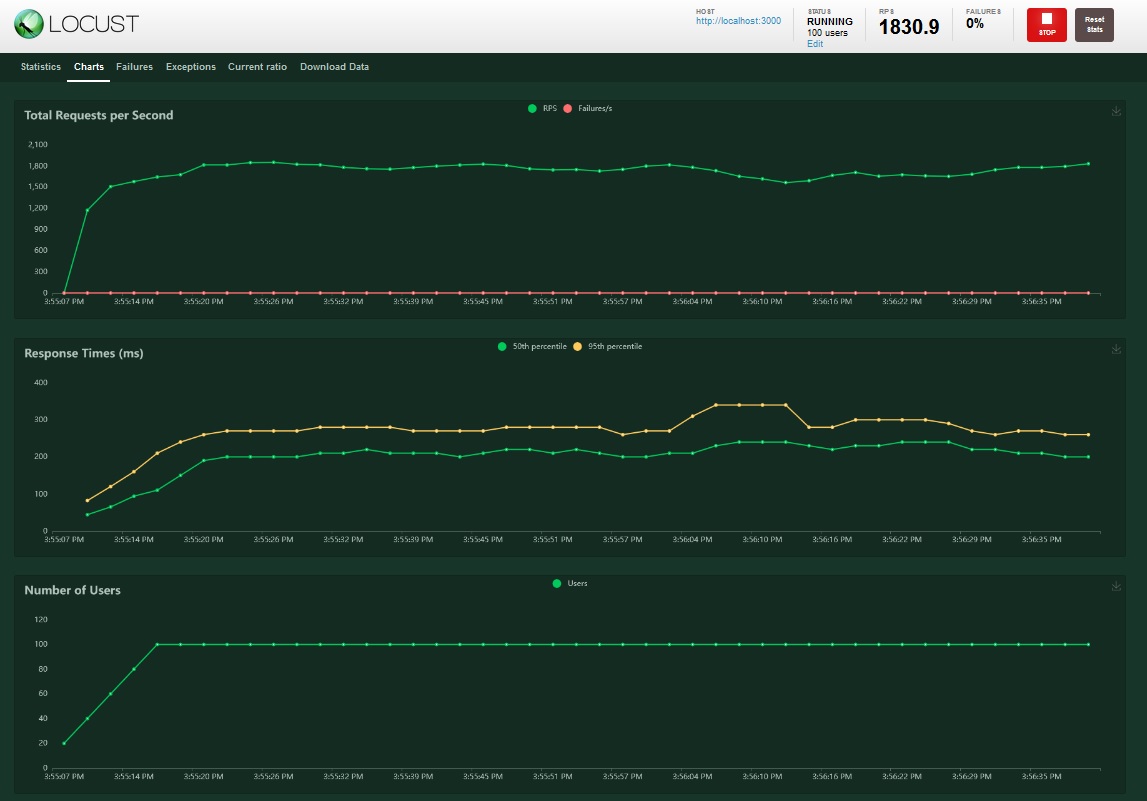 LOCUST
HOST
http://localhost:3000
STATUS
RUNNING
100 users
Edit
RPS
1830.9
FAILURES
0%
STOP
Reset
Stats
Statistics Charts Failures Exceptions Current ratio Download Data
Total Requests per Second
RPS Failures/s
2,100
1,800
1,500
1,200
900
600
300
0
3:55:07 PM 3:55:14 PM 3:55:20 PM 3:55:26 PM 3:55:32 PM 3:55:39 PM 3:55:45 PM 3:55:51 PM 3:55:57 PM 3:56:04 PM 3:56:10 PM 3:56:16 PM 3:56:22 PM 3:56:29 PM 3:56:35 PM
Response Times (ms)
50th percentile 95th percentile
400
300
200
100
0
3:55:07 PM 3:55:14 PM 3:55:20 PM 3:55:26 PM 3:55:32 PM 3:55:39 PM 3:55:45 PM 3:55:51 PM 3:55:57 PM 3:56:04 PM 3:56:10 PM 3:56:16 PM 3:56:22 PM 3:56:29 PM 3:56:35 PM
Number of Users
Users
120
100
80
60
40
20
0
3:55:07 PM 3:55:14 PM 3:55:20 PM 3:55:26 PM 3:55:32 PM 3:55:39 PM 3:55:45 PM 3:55:51 PM 3:55:57 PM 3:56:04 PM 3:56:10 PM 3:56:16 PM 3:56:22 PM 3:56:29 PM 3:56:35 PM